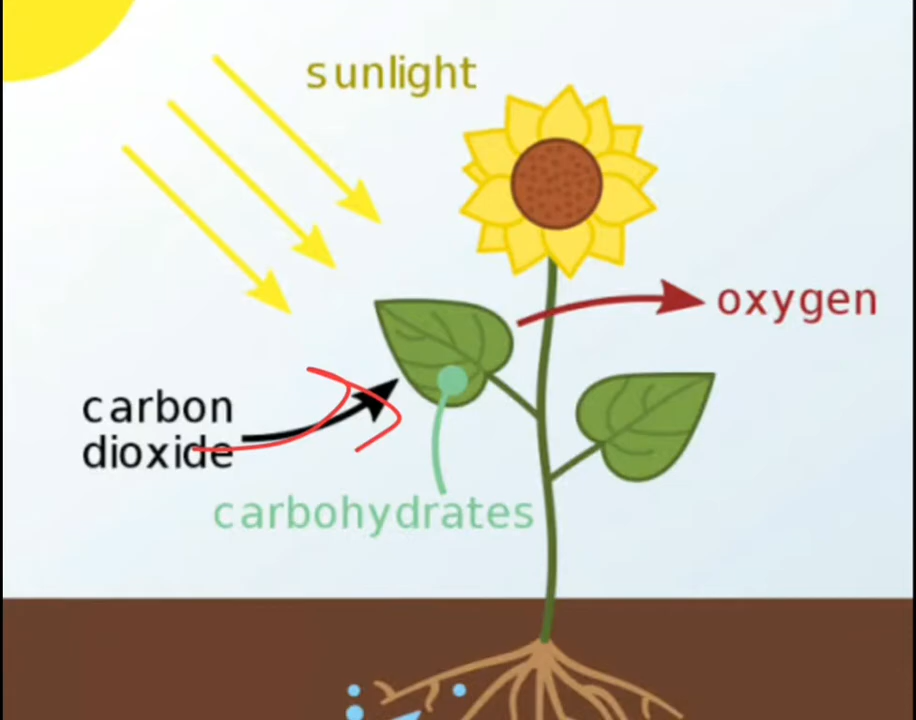 sunlight
oxygen
carbon
dioxide
carbohydrates